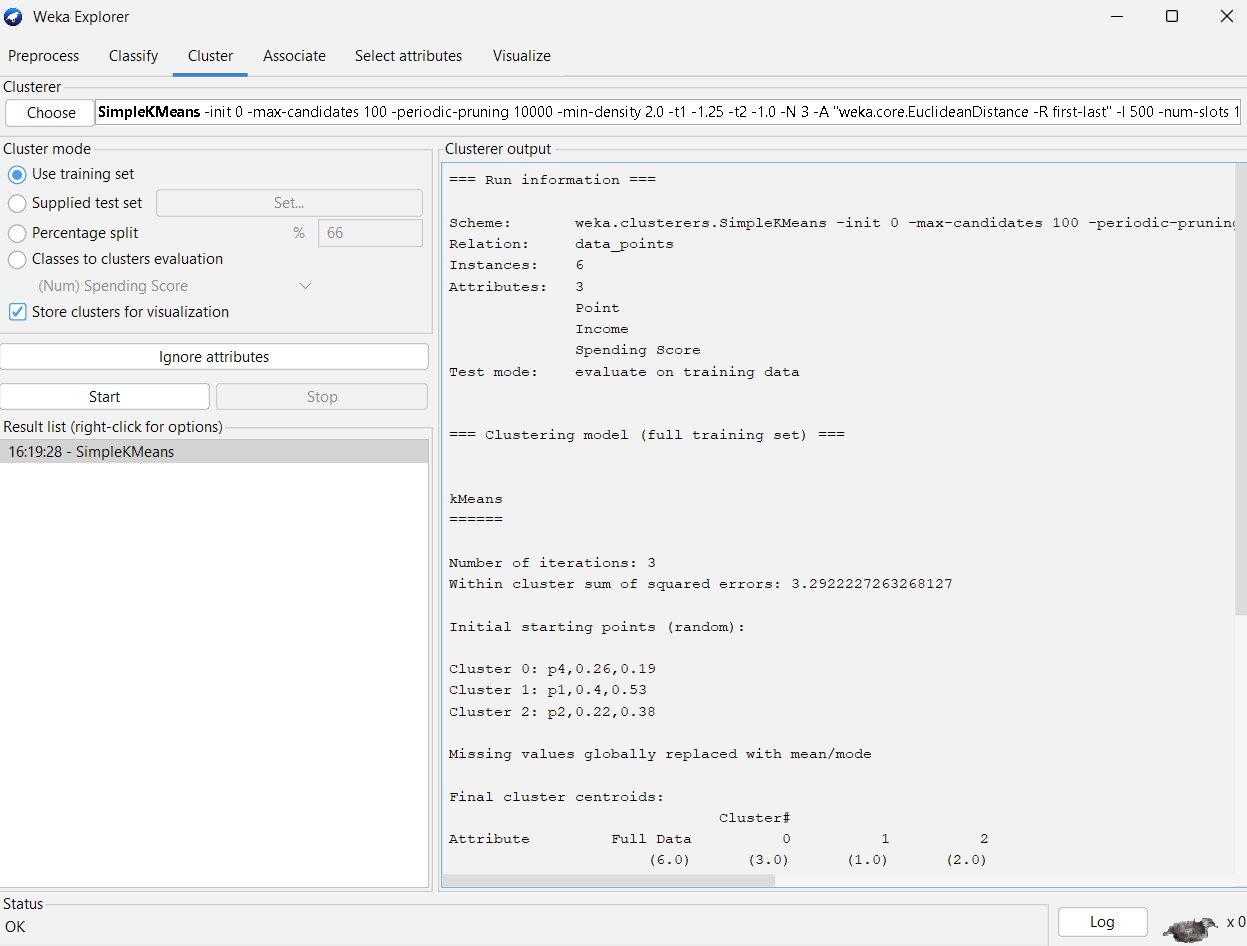 Weka Explorer
Preprocess Classify Cluster Associate Select attributes Visualize
Clusterer
Choose SimpleKMeans -init 0 -max-candidates 100 -periodic-pruning 10000 -min-density 2.0 -t1 -1.25 -t2 -1.0 -N 3 -A "weka.core.EuclideanDistance -R first-last" -I 500 -num-slots 1
Cluster mode
Use training set
Supplied test set Set...
Percentage split % 66
Classes to clusters evaluation
(Num) Spending Score
Store clusters for visualization
Ignore attributes
Start Stop
Result list (right-click for options)
16:19:28 - SimpleKMeans
Clusterer output
=== Run information ===
Scheme: weka.clusterers.SimpleKMeans -init 0 -max-candidates 100 -periodic-pruning
Relation: data_points
Instances: 6
Attributes: 3
Point
Income
Spending Score
Test mode: evaluate on training data
=== Clustering model (full training set) ===
kMeans
======
Number of iterations: 3
Within cluster sum of squared errors: 3.2922227263268127
Initial starting points (random):
Cluster 0: p4,0.26,0.19
Cluster 1: p1,0.4,0.53
Cluster 2: p2,0.22,0.38
Missing values globally replaced with mean/mode
Final cluster centroids:
Cluster#
Attribute Full Data 0 1 2
(6.0) (3.0) (1.0) (2.0)
Status
OK
Log x 0